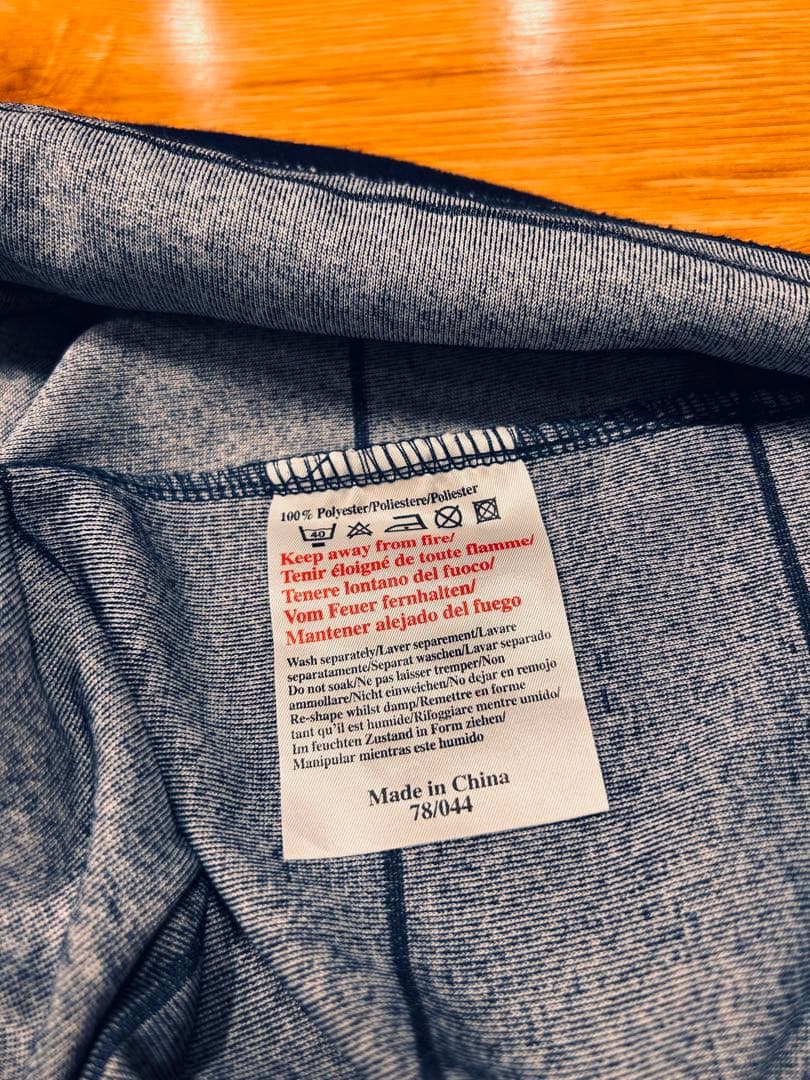 100% Polyester/Poliestere/Poliester
40
Keep away from fire/
Tenir éloigné de toute flamme/
Tenere lontano del fuoco/
Vom Feuer fernhalten/
Mantener alejado del fuego
Wash separately/Laver separement/Lavare
separatamente/Separat waschen/Lavar separado
Do not soak/Ne pas laisser tremper/Non
ammollare/Nicht einweichen/No dejar en remojo
Re-shape whilst damp/Remettre en forme
tant qu'il est humide/Rifoggiare mentre umido/
Im feuchten Zustand in Form ziehen/
Manipular mientras este humido
Made in China
78/044